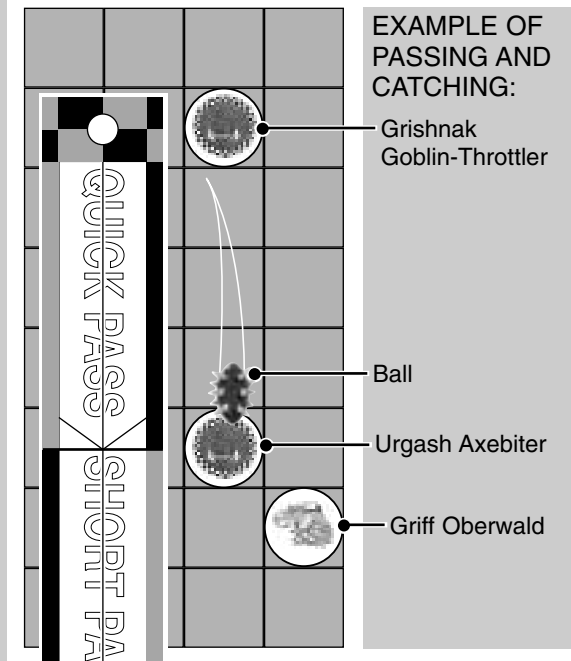 EXAMPLE OF
PASSING AND
CATCHING:
Grishnak
Goblin-Throttler
QUICK PASS
Ball
Urgash Axebiter
SHORT PA
Griff Oberwald